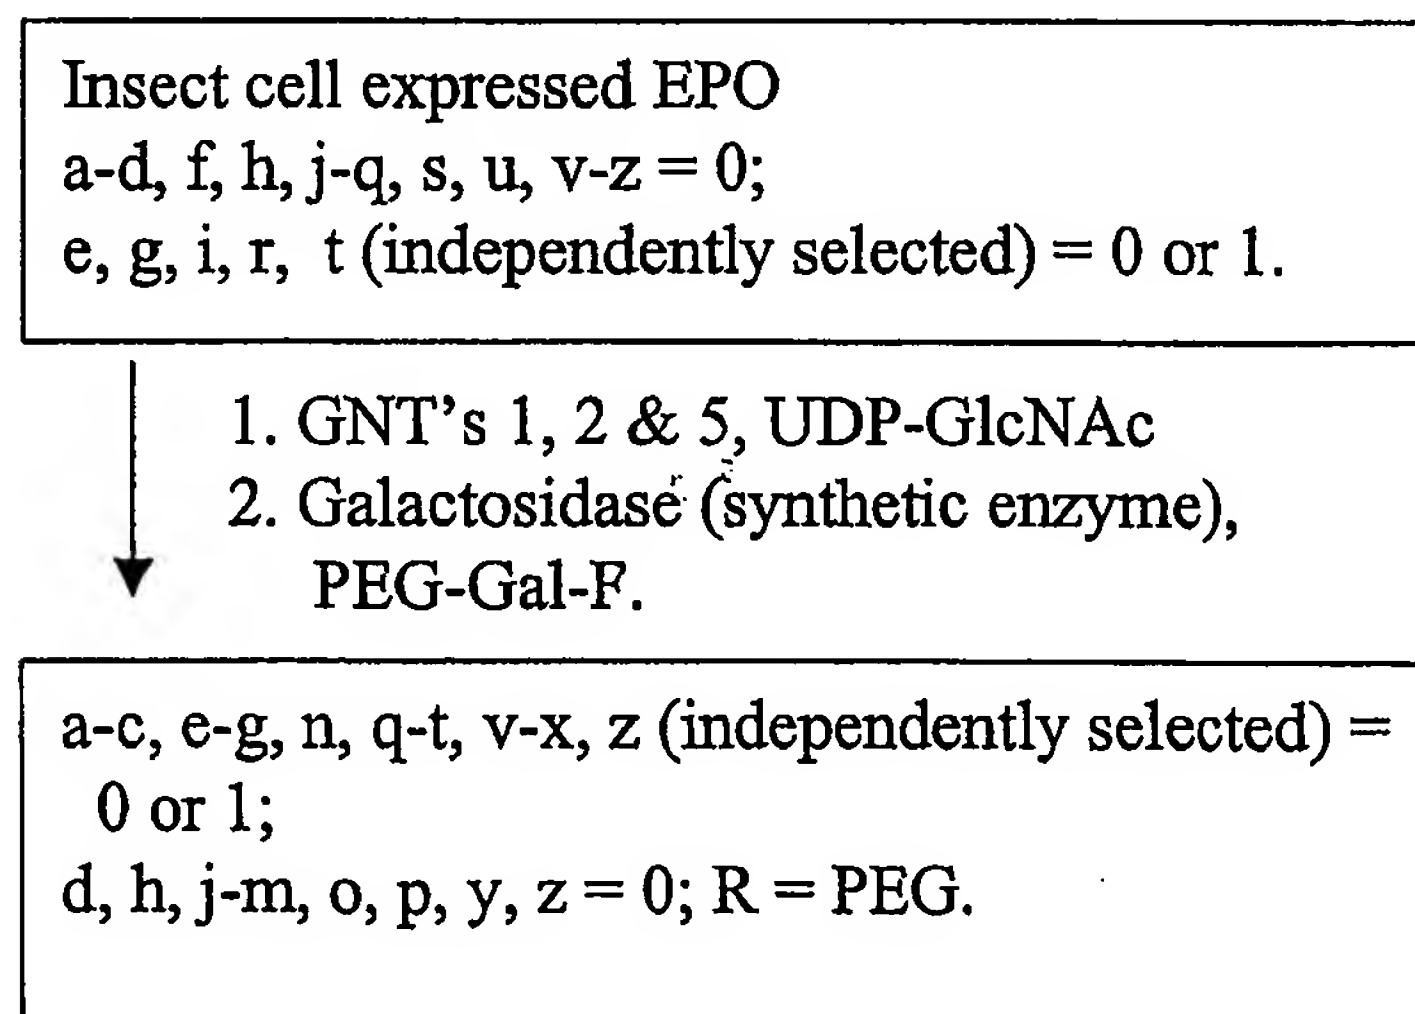 Insect cell expressed EPO
a-d, f, h, j-q, s, u, v-z = 0;
e, g, i, r, t (independently selected) = 0 or 1.
1. GNT's 1, 2 & 5, UDP-GlcNAc
2. Galactosidase (synthetic enzyme),
PEG-Gal-F.
a-c, e-g, n, q-t, v-x, z (independently selected) =
0 or 1;
d, h, j-m, o, p, y, z = 0; R = PEG.